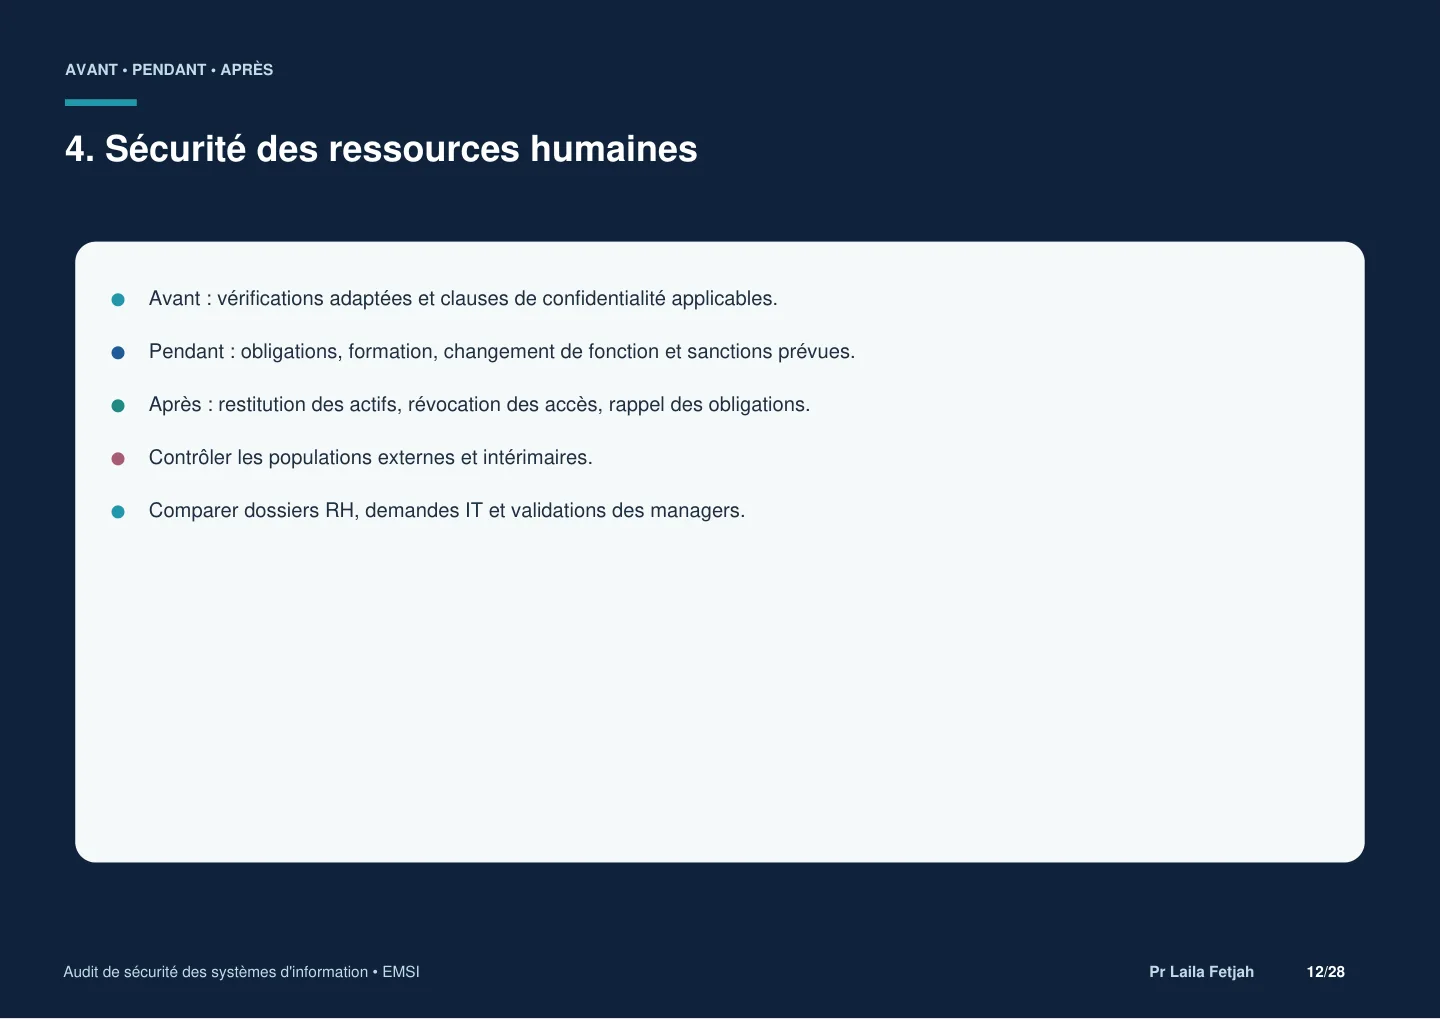 AVANT • PENDANT • APRÈS
4. Sécurité des ressources humaines
Avant : vérifications adaptées et clauses de confidentialité applicables.
Pendant : obligations, formation, changement de fonction et sanctions prévues.
Après : restitution des actifs, révocation des accès, rappel des obligations.
Contrôler les populations externes et intérimaires.
Comparer dossiers RH, demandes IT et validations des managers.
Audit de sécurité des systèmes d'information • EMSI
Pr Laila Fetjah
12/28